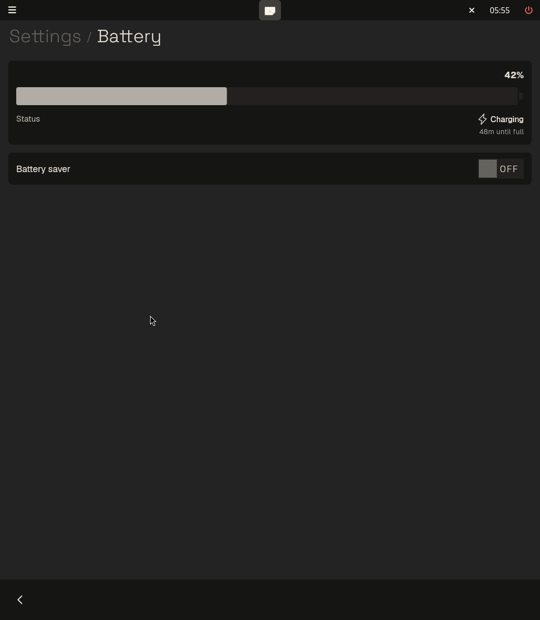 05:55
Settings / Battery
42%
Status
Charging
48m until full
Battery saver
OFF